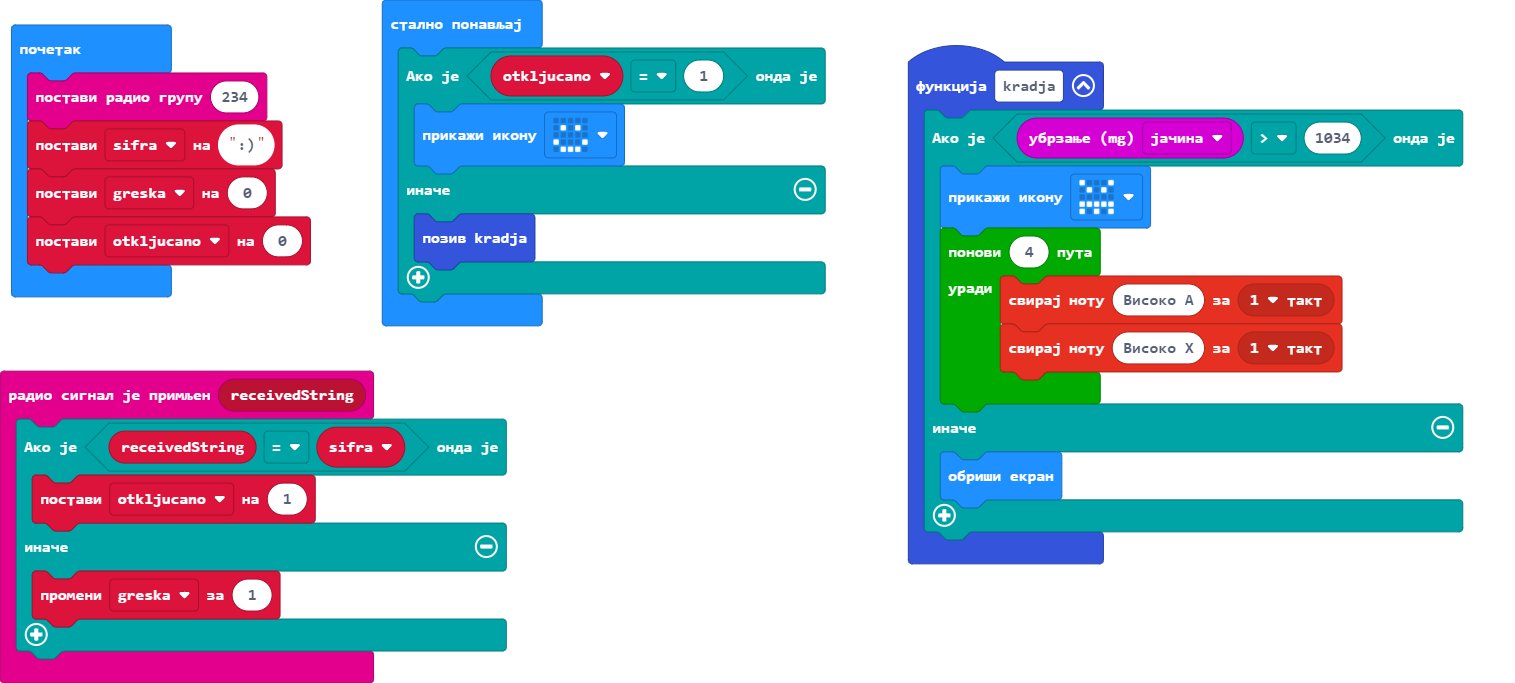 почетак
постави радио групу 234
постави sifra на ":)"
постави greska на 0
постави otkljucano на 0
стално понављај
Ако је otkljucano = 1 онда је
прикажи икону
иначе
позив kradja
функција kradja
Ако је убрзање (mg) јачина > 1034 онда је
прикажи икону
понови 4 пута
уради
свирај ноту Високо A за 1 такт
свирај ноту Високо Х за 1 такт
иначе
обриши екран
радио сигнал је примљен receivedString
Ако је receivedString = sifra онда је
постави otkljucano на 1
иначе
промени greska за 1